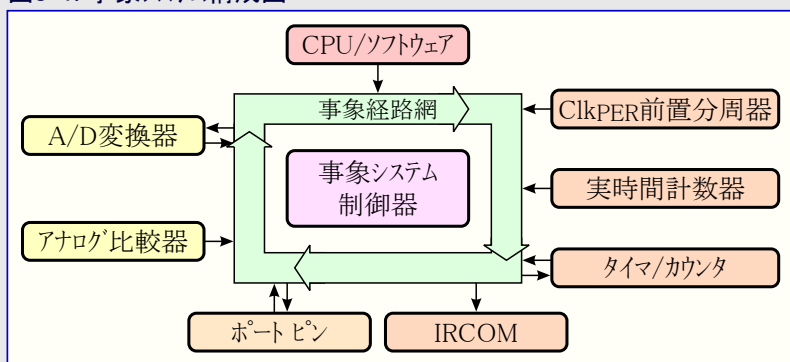 CPU/ソフトウェア
事象経路網
A/D変換器
ClkPER前置分周器
事象システム
制御器
実時間計数器
アナログ比較器
タイマ/カウンタ
ポート ピン
IRCOM